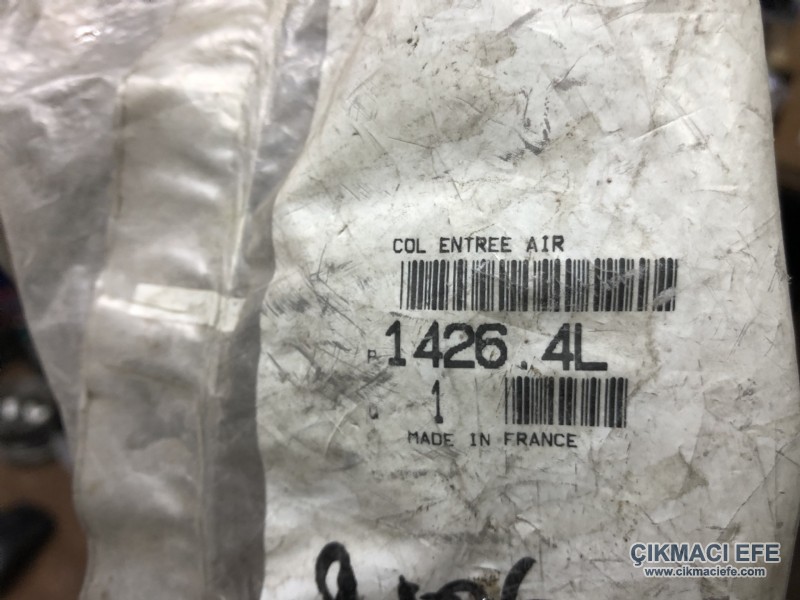 COL ENTREE AIR
P 1426.4L
Q 1
MADE IN FRANCE
ÇIKMACI EFE
www.cikmaciefe.com